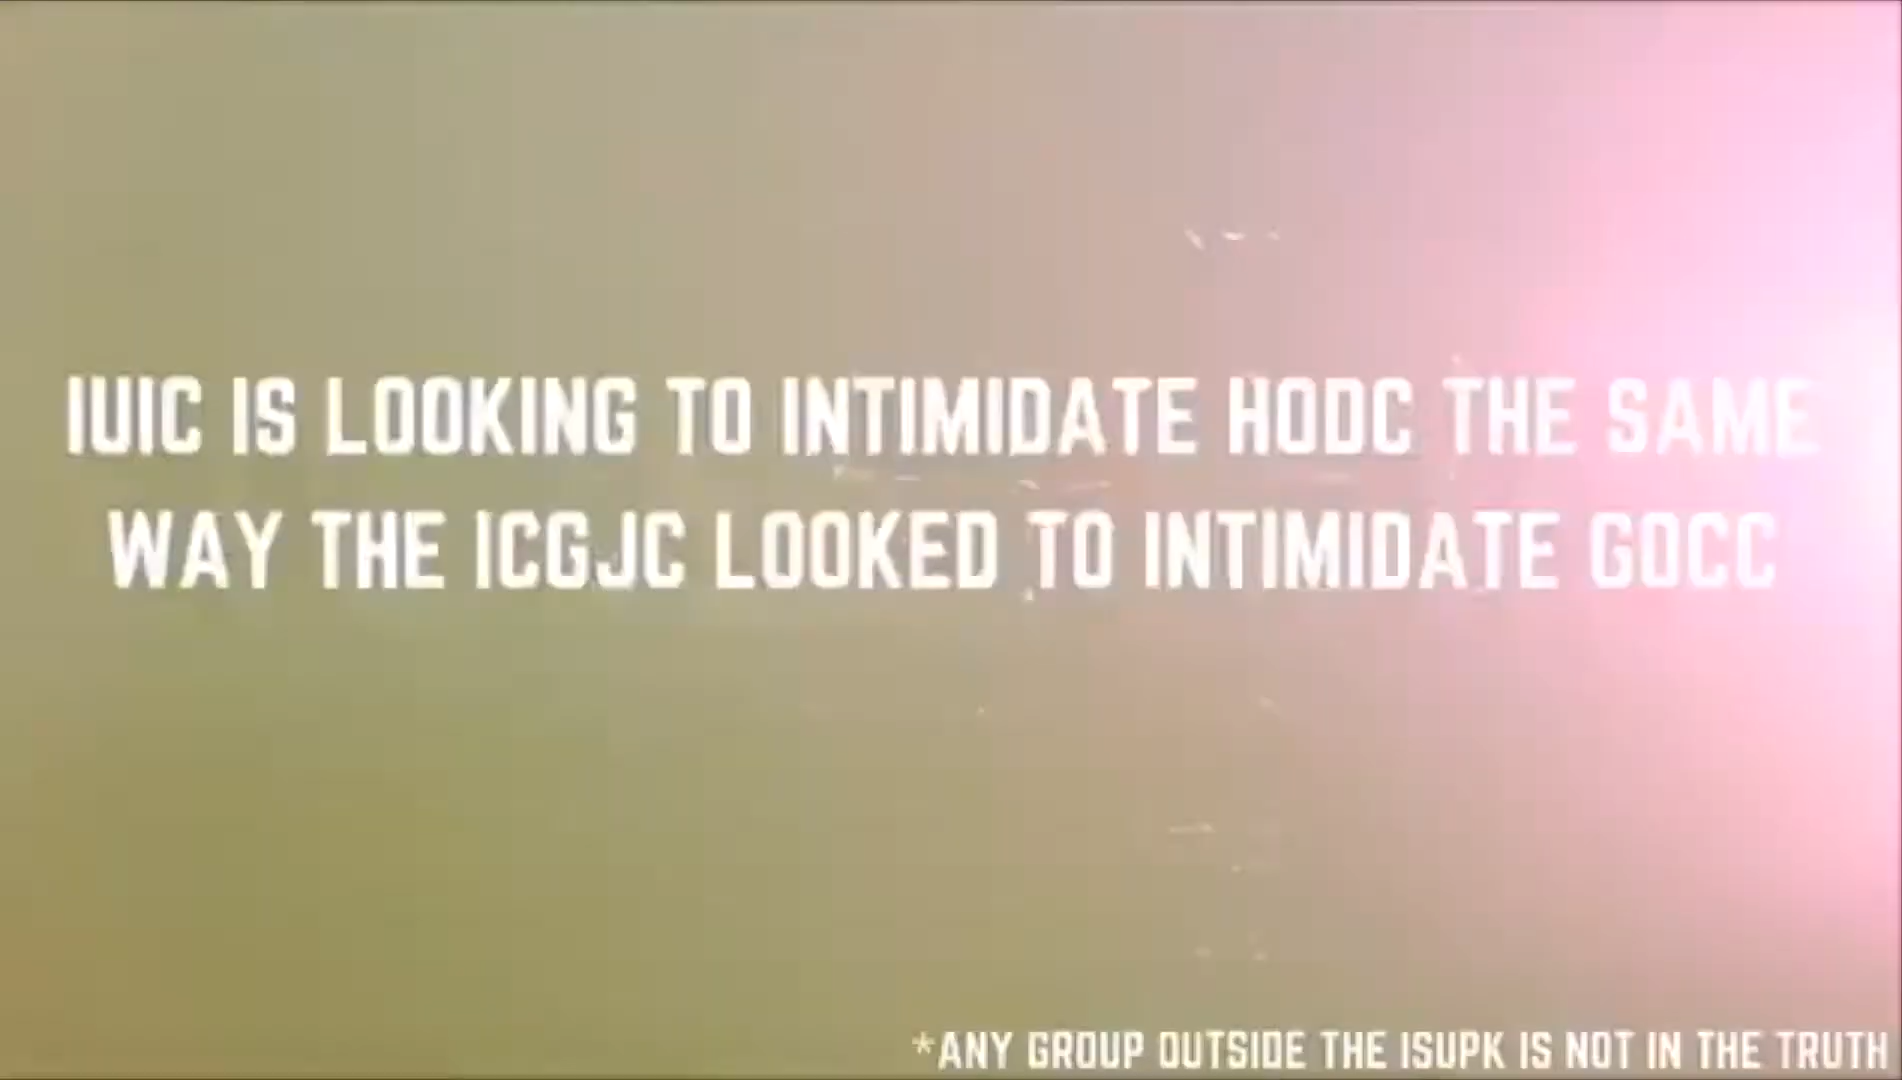 IUIC IS LOOKING TO INTIMIDATE HODC THE SAME
WAY THE ICGJC LOOKED TO INTIMIDATE GOCC
*ANY GROUP OUTSIDE THE ISUPK IS NOT IN THE TRUTH